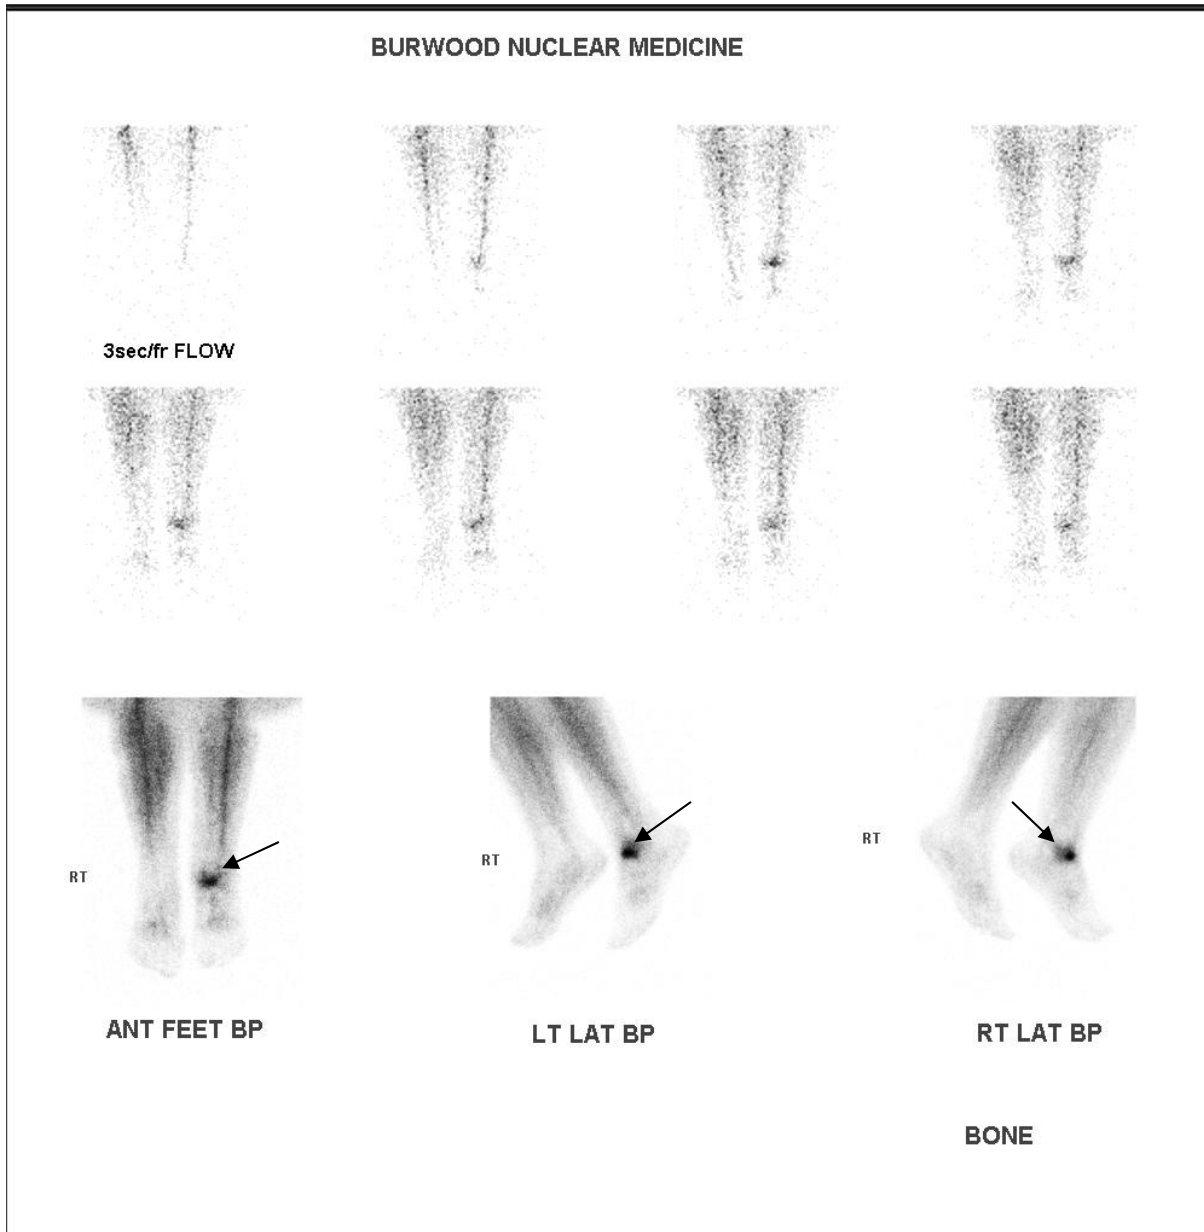 BURWOOD NUCLEAR MEDICINE
3sec/fr FLOW
RT
RT
RT
ANT FEET BP
LT LAT BP
RT LAT BP
BONE